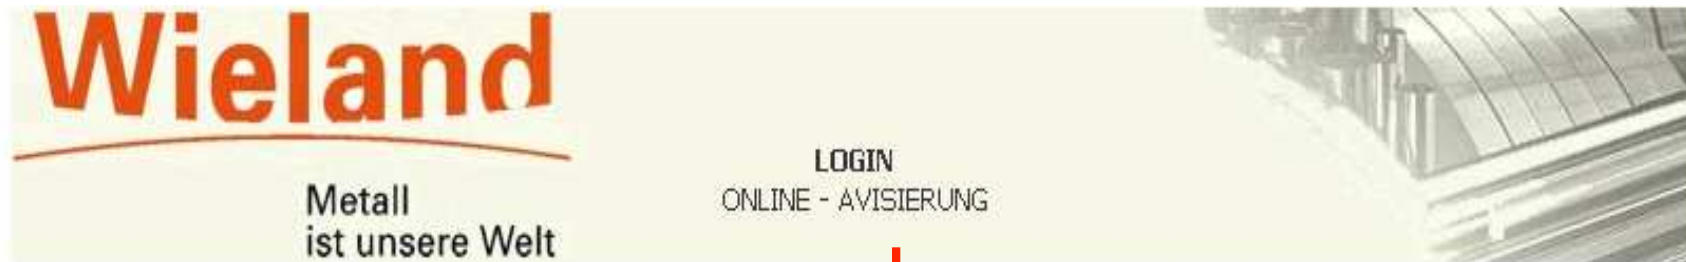 Wieland
Metall
ist unsere Welt
LOGIN
ONLINE - AVISIERUNG